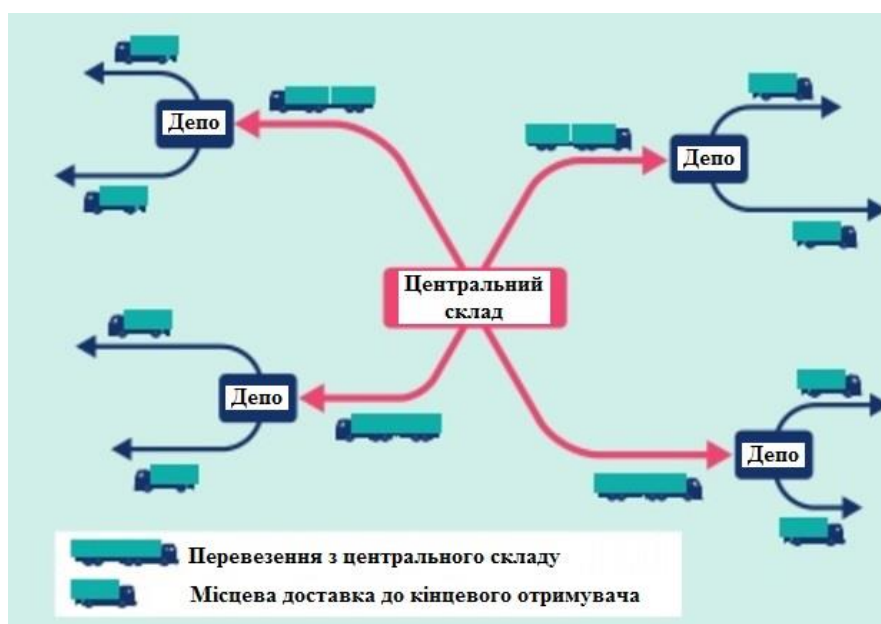 Депо
Депо
Центральний
склад
Депо
Депо
Перевезення з центрального складу
Місцева доставка до кінцевого отримувача